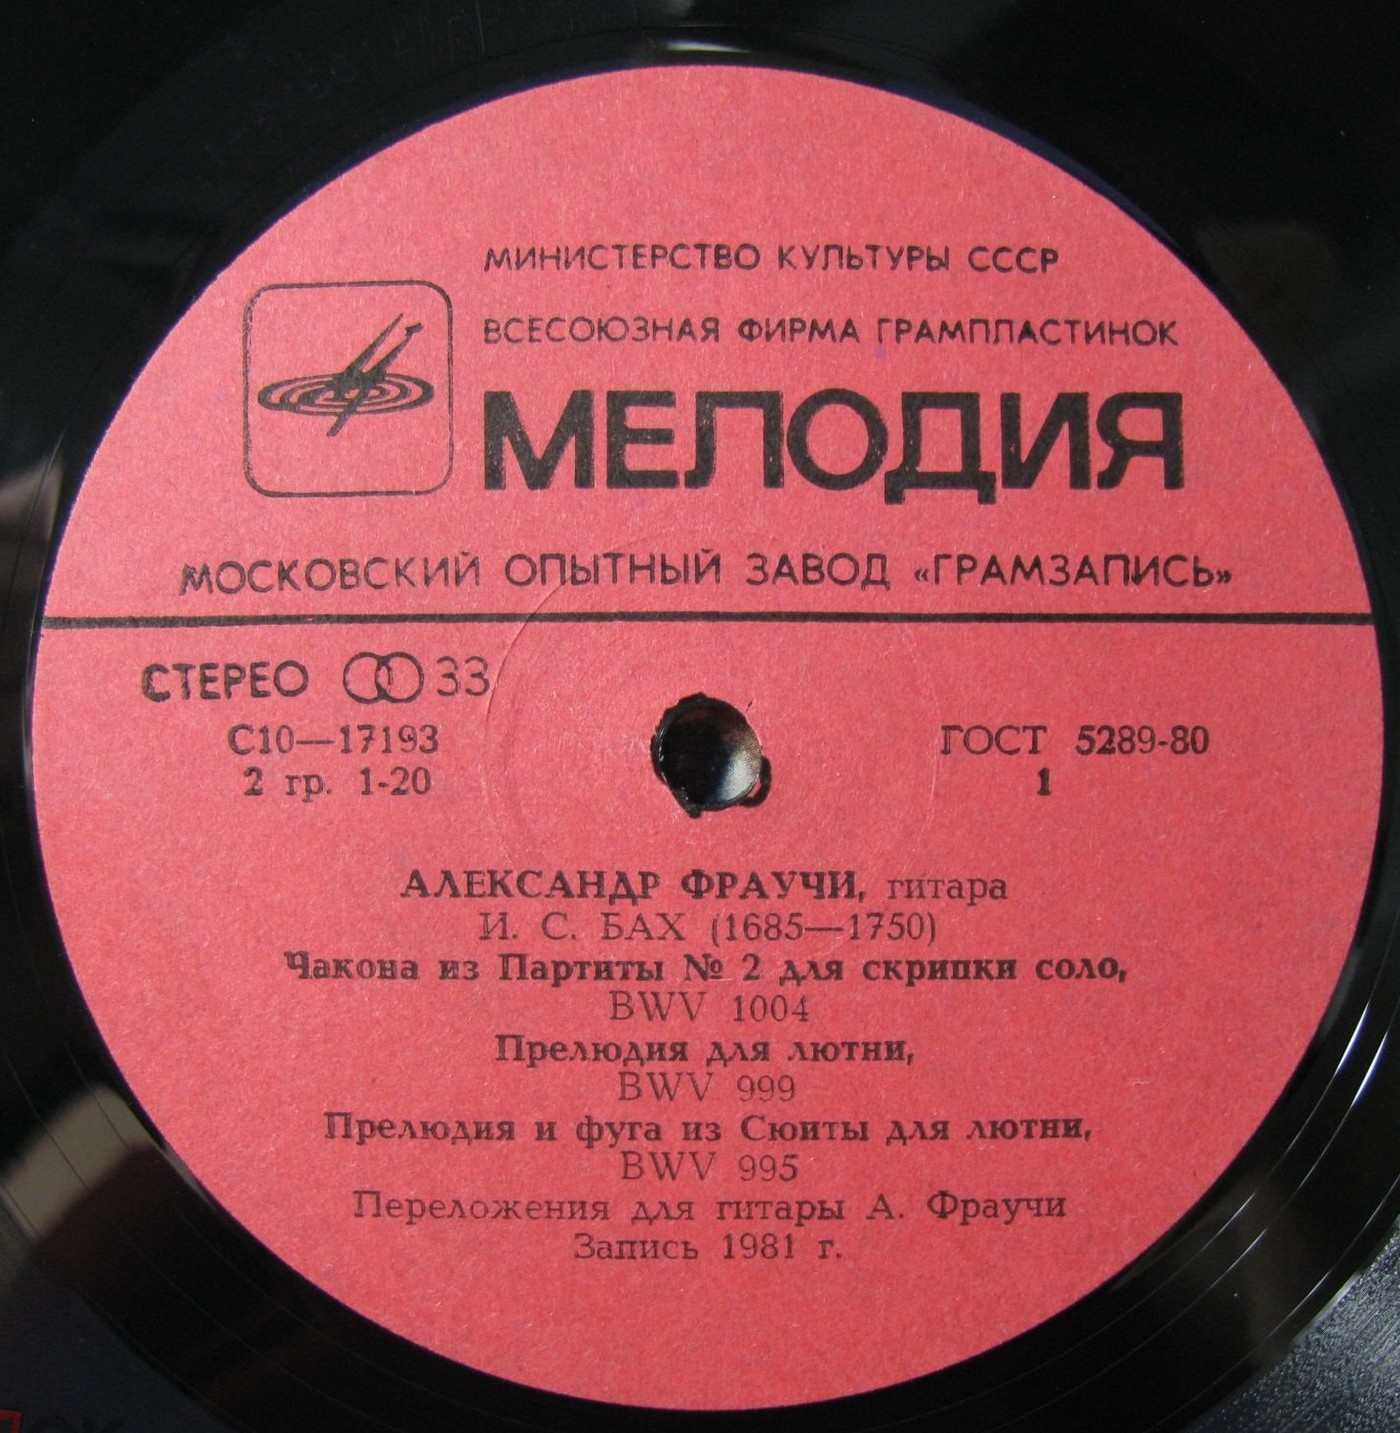 МИНИСТЕРСТВО КУЛЬТУРЫ СССР
ВСЕСОЮЗНАЯ ФИРМА ГРАМПЛАСТИНОК
МЕЛОДИЯ
МОСКОВСКИЙ ОПЫТНЫЙ ЗАВОД «ГРАМЗАПИСЬ»
СТЕРЕО 33
С10—17193
2 гр. 1-20
ГОСТ 5289-80
1
АЛЕКСАНДР ФРАУЧИ, гитара
И. С. БАХ (1685—1750)
Чакона из Партиты № 2 для скрипки соло,
BWV 1004
Прелюдия для лютни,
BWV 999
Прелюдия и фуга из Сюиты для лютни,
BWV 995
Переложения для гитары А. Фраучи
Запись 1981 г.